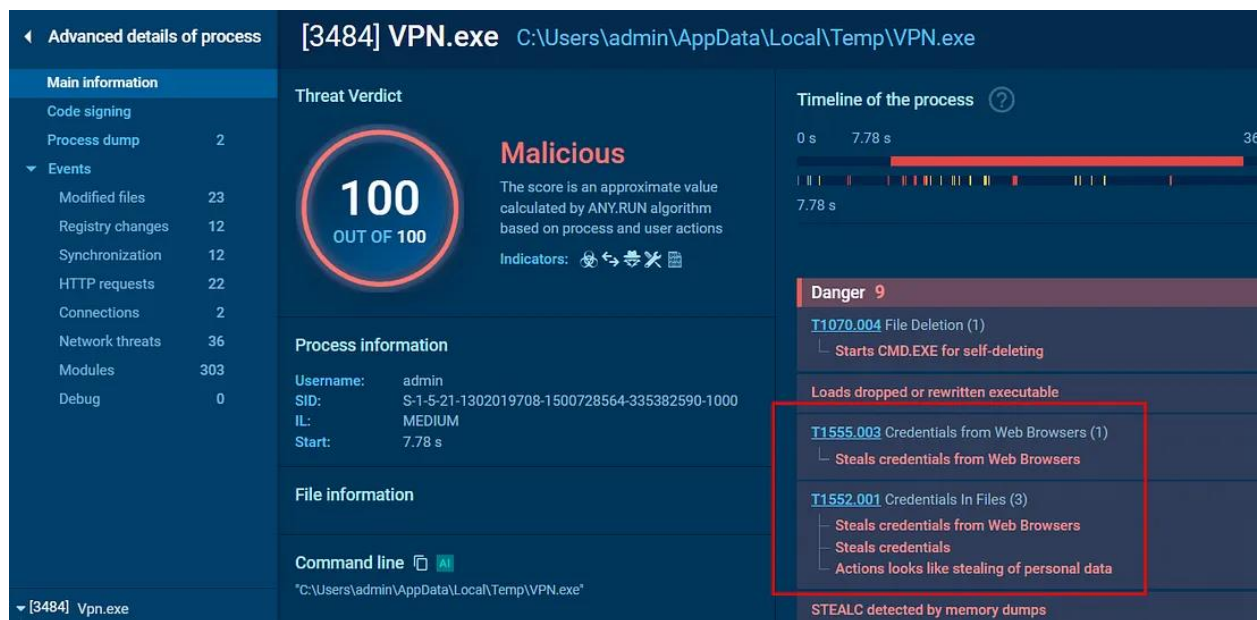 Advanced details of process
Main information
Code signing
Process dump 2
Events
Modified files 23
Registry changes 12
Synchronization 12
HTTP requests 22
Connections 2
Network threats 36
Modules 303
Debug 0
[3484] Vpn.exe
[3484] VPN.exe C:\Users\admin\AppData\Local\Temp\VPN.exe
Threat Verdict
100
OUT OF 100
Malicious
The score is an approximate value
calculated by ANY.RUN algorithm
based on process and user actions
Indicators:
Process information
Username: admin
SID: S-1-5-21-1302019708-1500728564-335382590-1000
IL: MEDIUM
Start: 7.78 s
File information
Command line AI
"C:\Users\admin\AppData\Local\Temp\VPN.exe"
Timeline of the process ?
0 s 7.78 s 36
7.78 s
Danger 9
T1070.004 File Deletion (1)
Starts CMD.EXE for self-deleting
Loads dropped or rewritten executable
T1555.003 Credentials from Web Browsers (1)
Steals credentials from Web Browsers
T1552.001 Credentials In Files (3)
Steals credentials from Web Browsers
Steals credentials
Actions looks like stealing of personal data
STEALC detected by memory dumps